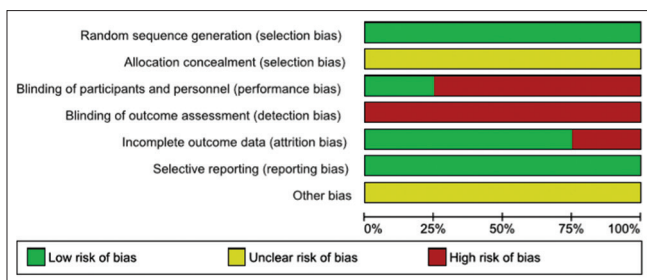 Random sequence generation (selection bias)
Allocation concealment (selection bias)
Blinding of participants and personnel (performance bias)
Blinding of outcome assessment (detection bias)
Incomplete outcome data (attrition bias)
Selective reporting (reporting bias)
Other bias
0% 25% 50% 75% 100%
Low risk of bias Unclear risk of bias High risk of bias